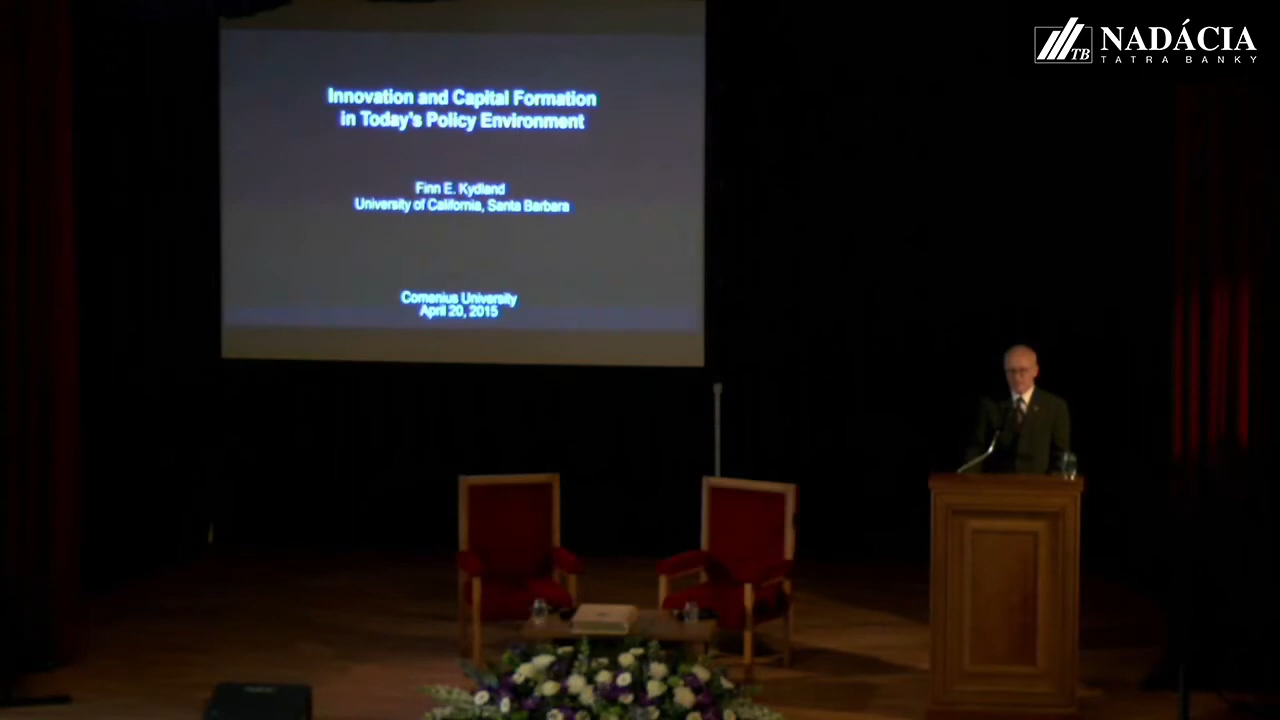 TB
NADÁCIA
TATRA BANKY
Innovation and Capital Formation
in Today's Policy Environment
Finn E. Kydland
University of California, Santa Barbara
Comenius University
April 20, 2015